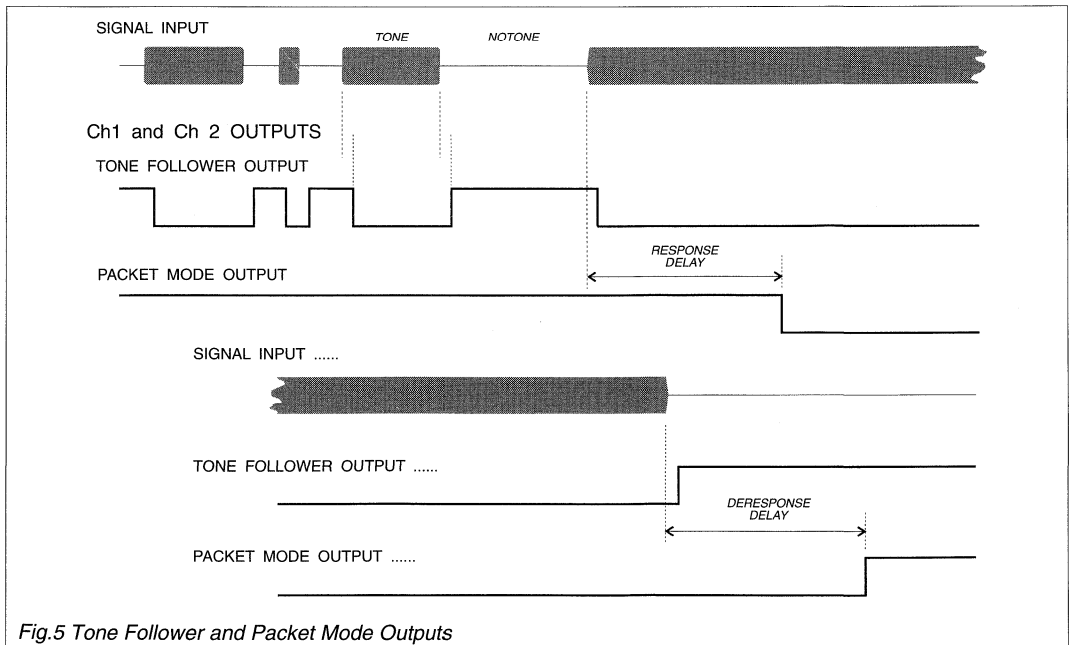 SIGNAL INPUT
TONE
NOTONE
Ch1 and Ch 2 OUTPUTS
TONE FOLLOWER OUTPUT
RESPONSE
DELAY
PACKET MODE OUTPUT
SIGNAL INPUT ......
TONE FOLLOWER OUTPUT ......
DERESPONSE
DELAY
PACKET MODE OUTPUT ......
Fig.5 Tone Follower and Packet Mode Outputs